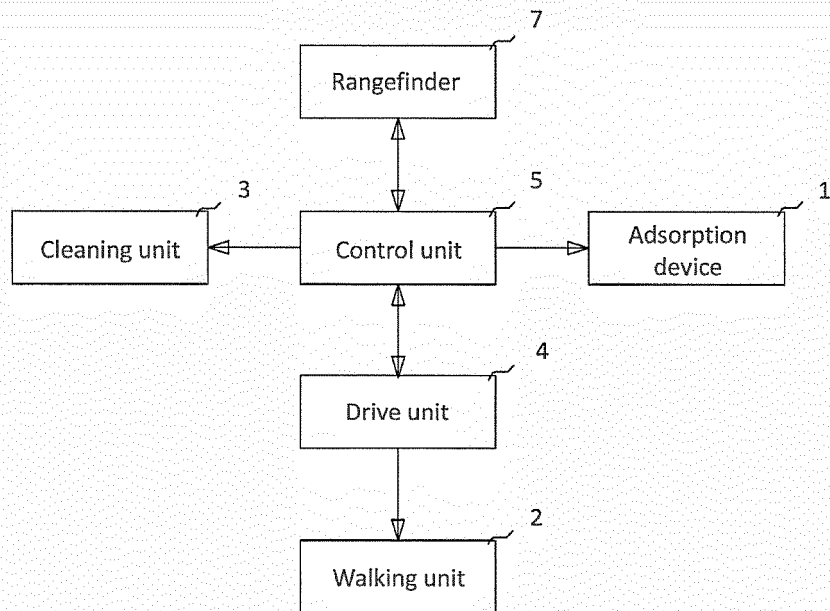 7
Rangefinder
3
5
1
Cleaning unit
Control unit
Adsorption
device
4
Drive unit
2
Walking unit